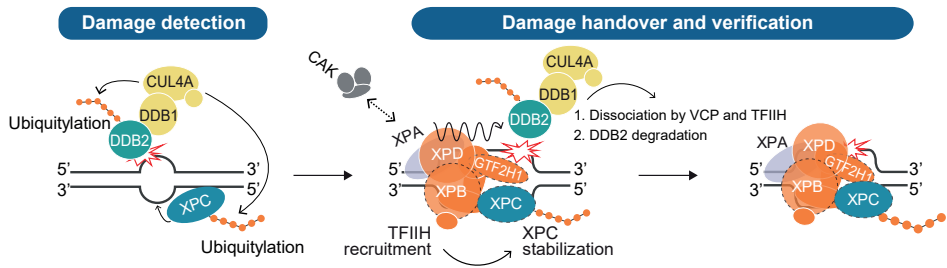 Damage detection
Damage handover and verification
CUL4A
DDB1
DDB2
Ubiquitylation
5’
3’
3’
5’
XPC
Ubiquitylation
CAK
CUL4A
DDB1
DDB2
1. Dissociation by VCP and TFIIH
2. DDB2 degradation
XPA
XPD
GTF2H1
XPB
XPC
5’
3’
3’
5’
TFIIH
recruitment
XPC
stabilization
XPA
XPD
GTF2H1
XPB
XPC
5’
3’
3’
5’